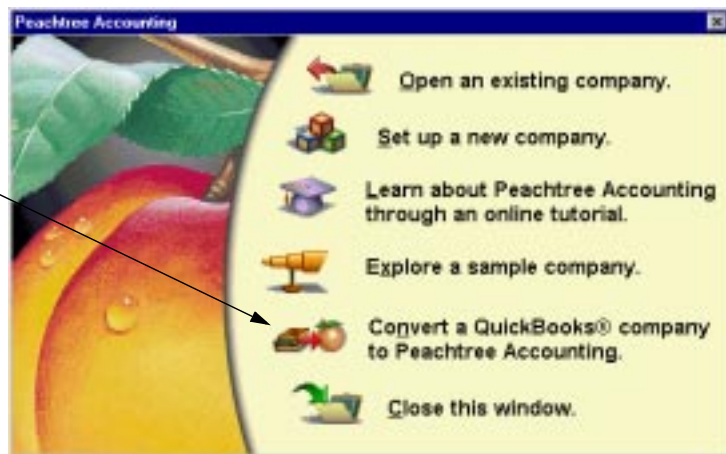 Peachtree Accounting
Open an existing company.
Set up a new company.
Learn about Peachtree Accounting
through an online tutorial.
Explore a sample company.
Convert a QuickBooks® company
to Peachtree Accounting.
Close this window.